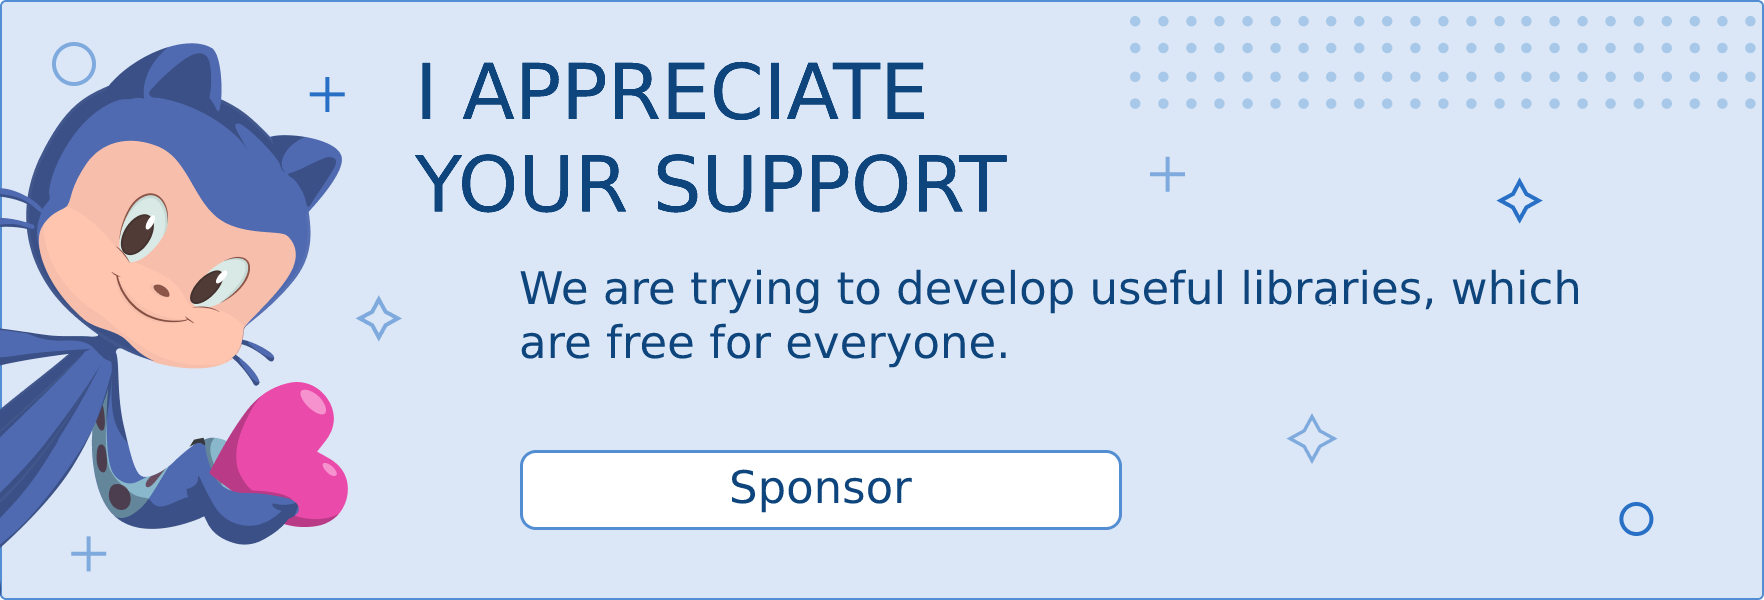 I APPRECIATE
YOUR SUPPORT
We are trying to develop useful libraries, which
are free for everyone.
Sponsor